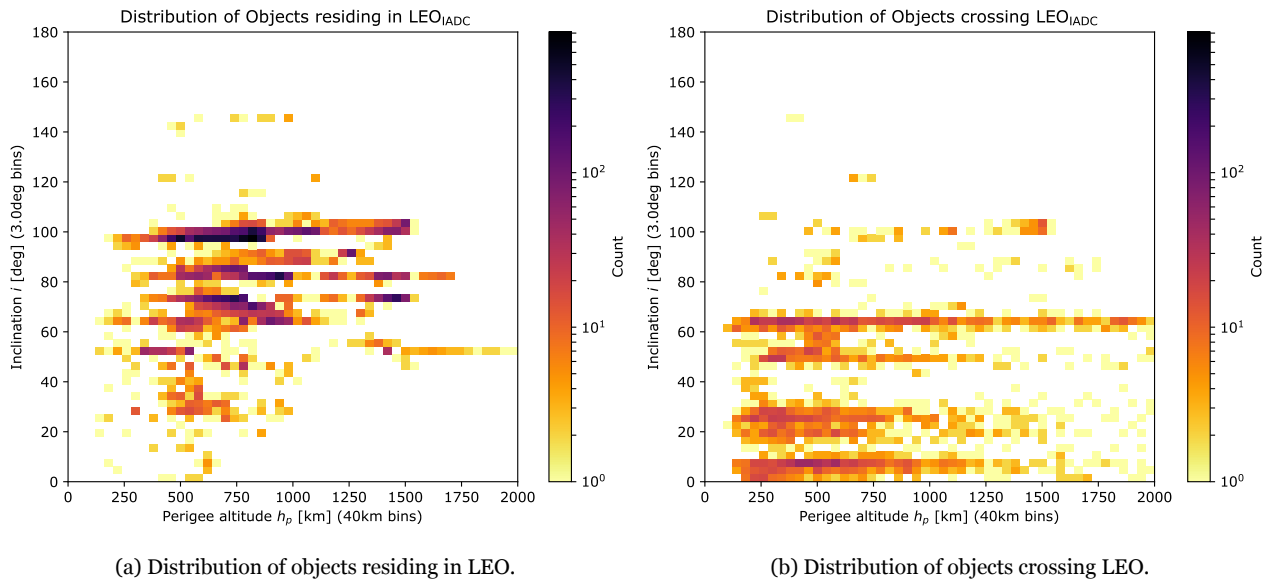 Distribution of Objects residing in LEO_IADC
180
160
140
120
100
80
60
40
20
0
Inclination i [deg] (3.0deg bins)
0 250 500 750 1000 1250 1500 1750 2000
Perigee altitude h_p [km] (40km bins)
10^2
10^1
10^0
Count
(a) Distribution of objects residing in LEO.
Distribution of Objects crossing LEO_IADC
180
160
140
120
100
80
60
40
20
0
Inclination i [deg] (3.0deg bins)
0 250 500 750 1000 1250 1500 1750 2000
Perigee altitude h_p [km] (40km bins)
10^2
10^1
10^0
Count
(b) Distribution of objects crossing LEO.